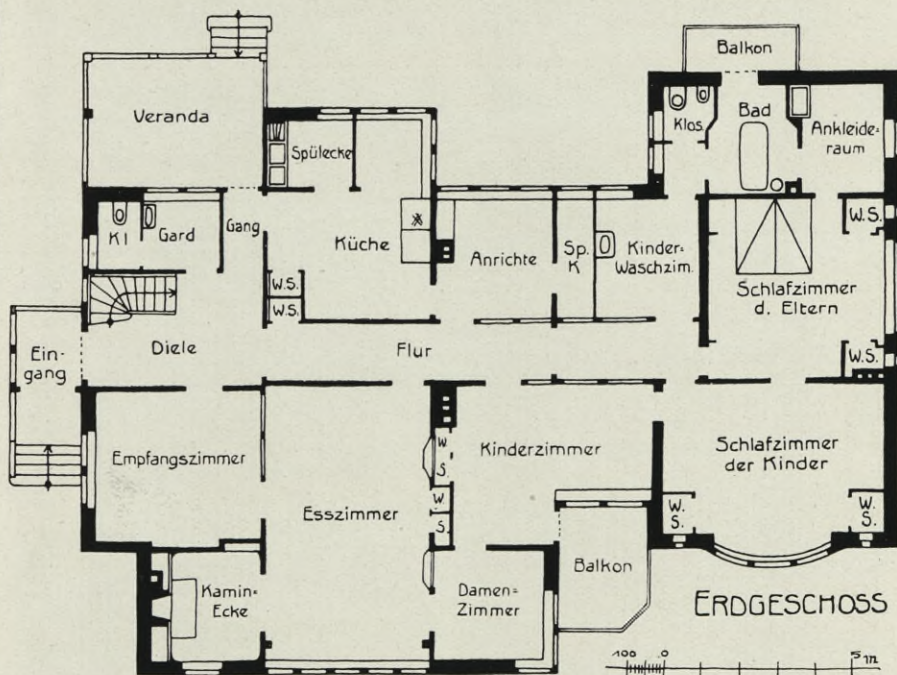 Balkon
Veranda
Spülecke
Klos.
Bad
Ankleide=
raum
Kl
Gard
Gang
Küche
Anrichte
Sp.
K
Kinder=
Waschzim.
W.S.
Schlafzimmer
d. Eltern
W.S.
W.S.
W.S.
Ein=
gang
Diele
Flur
Empfangszimmer
Esszimmer
W.
S.
W.
S.
Kinderzimmer
Schlafzimmer
der Kinder
W.
S.
W.
S.
Kamin=
Ecke
Damen=
Zimmer
Balkon
ERDGESCHOSS
100 0 5 m